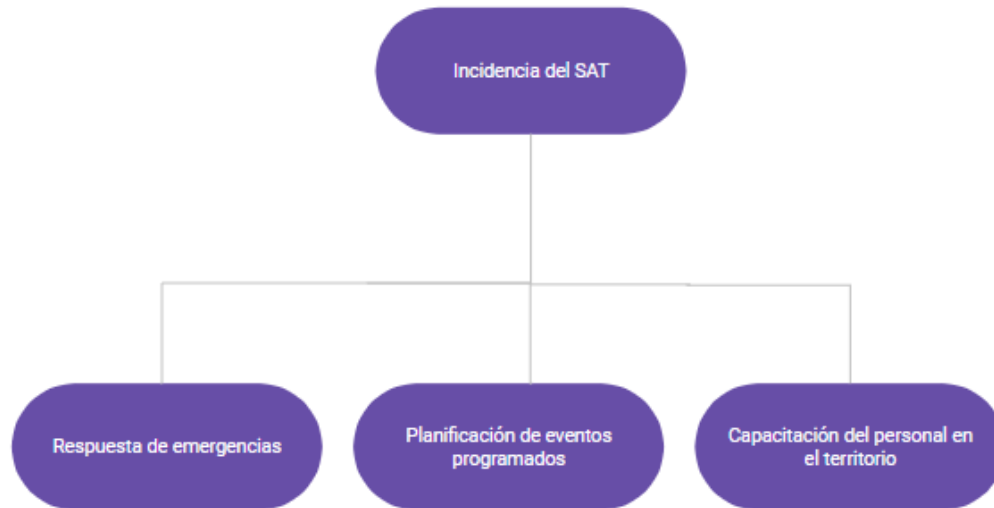 Incidencia del SAT
Respuesta de emergencias
Planificación de eventos
programados
Capacitación del personal en
el territorio